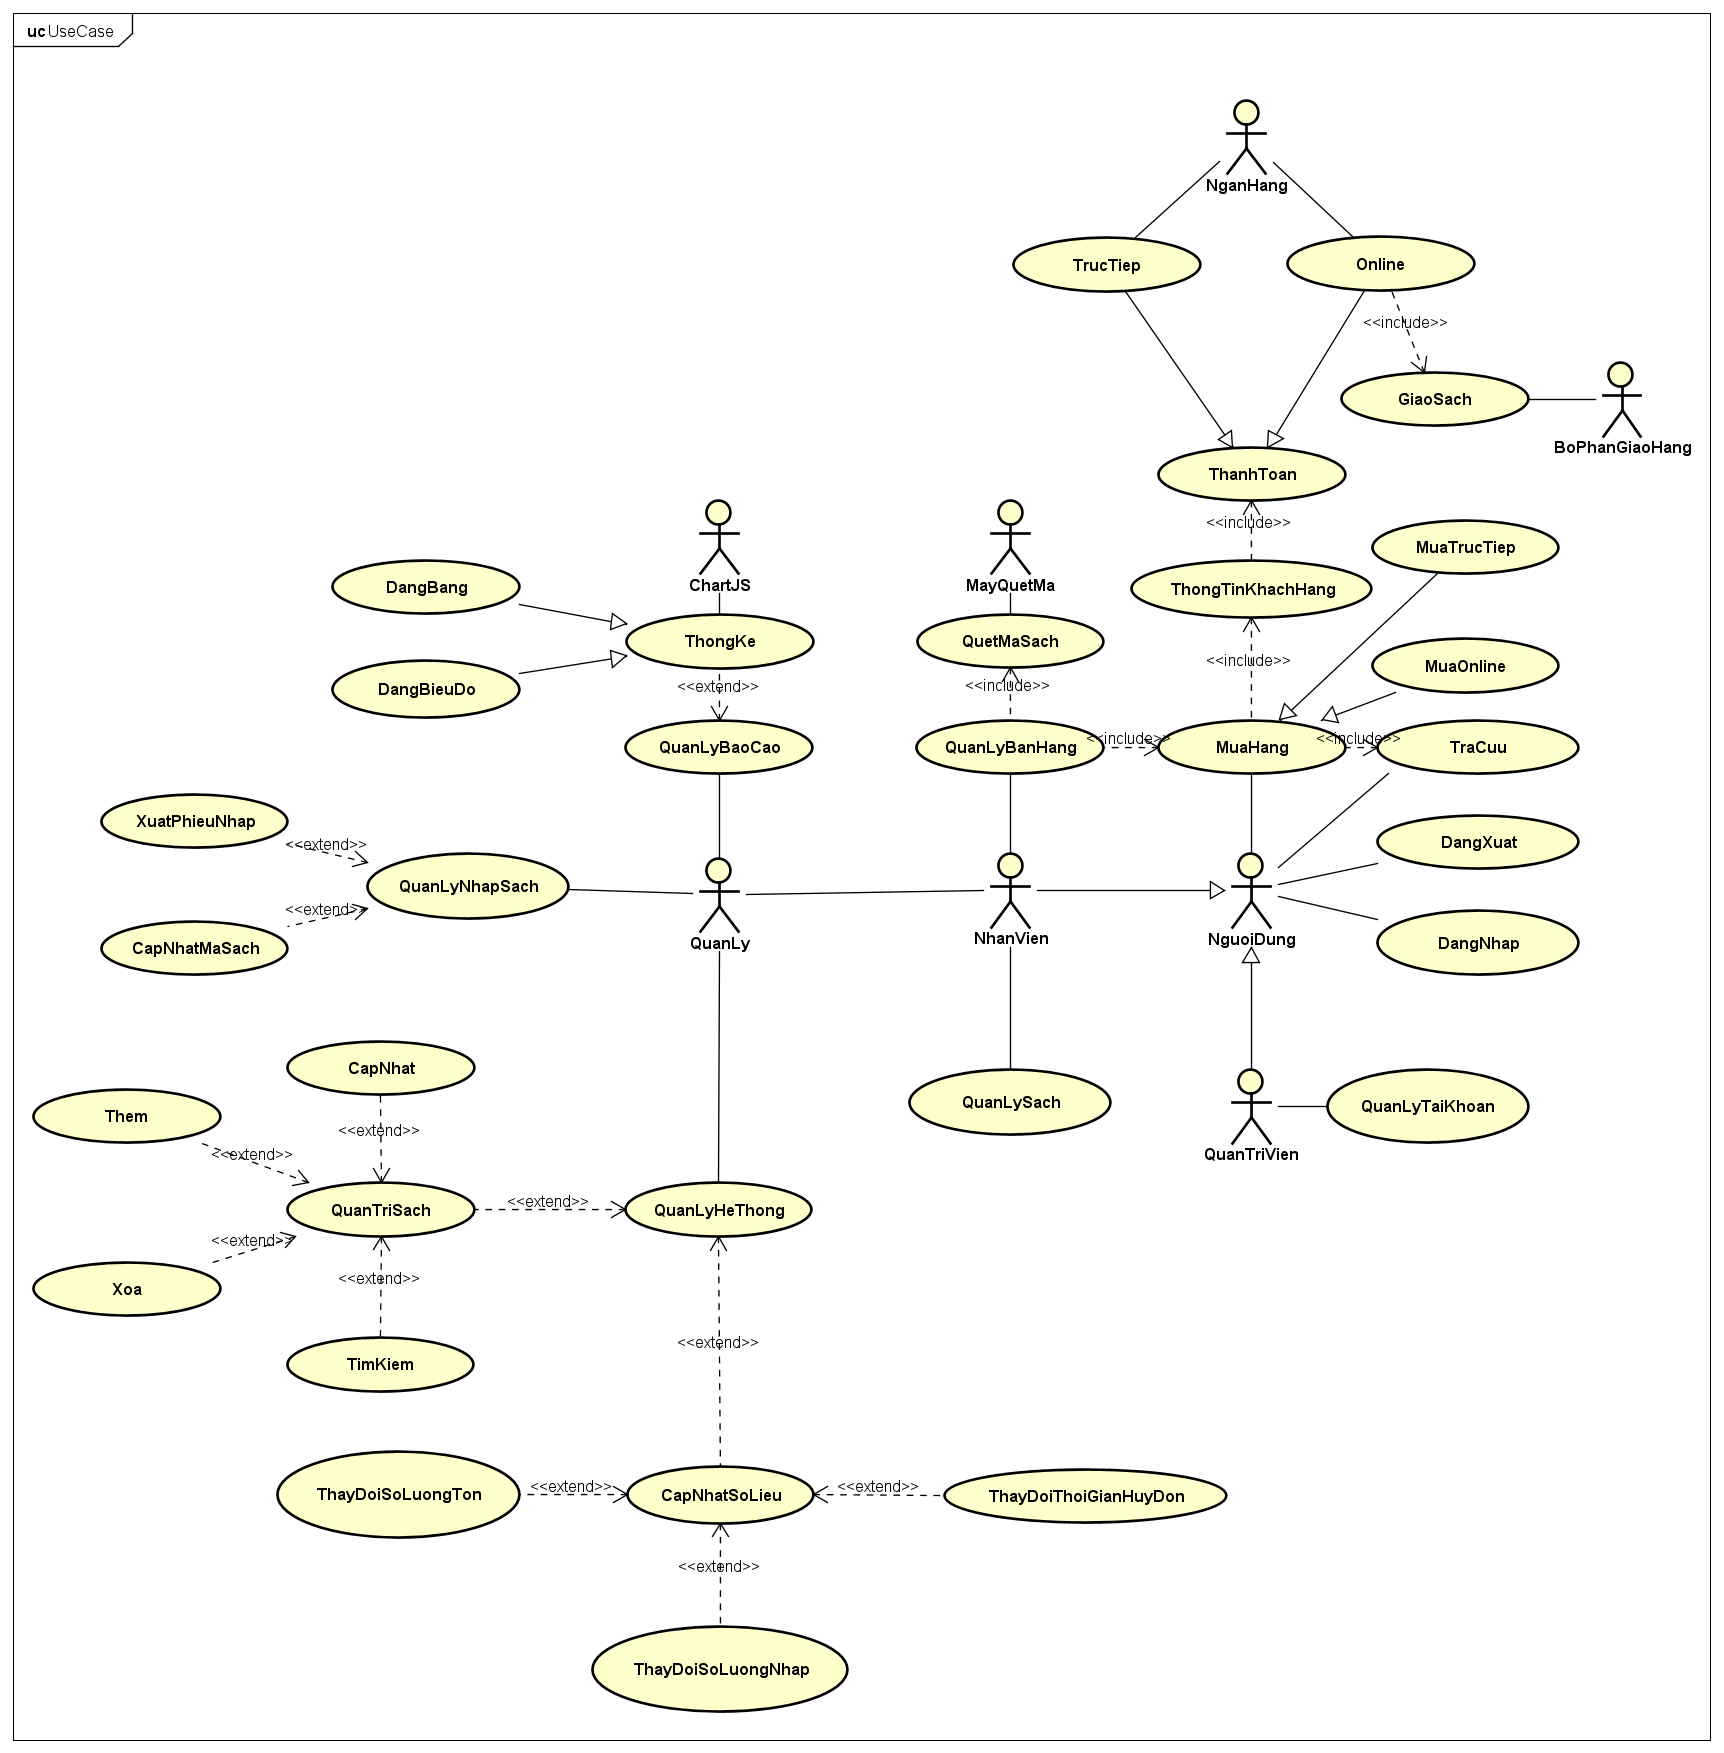 uc UseCase
NganHang
TrucTiep
Online
<<include>>
GiaoSach
BoPhanGiaoHang
ThanhToan
<<include>>
ChartJS
MayQuetMa
MuaTrucTiep
DangBang
ThongTinKhachHang
ThongKe
QuetMaSach
<<include>>
MuaOnline
DangBieuDo
<<extend>>
<<include>>
QuanLyBaoCao
QuanLyBanHang
<<include>>
MuaHang
<<include>>
TraCuu
XuatPhieuNhap
<<extend>>
DangXuat
QuanLyNhapSach
<<extend>>
CapNhatMaSach
QuanLy
NhanVien
NguoiDung
DangNhap
CapNhat
Them
<<extend>>
<<extend>>
QuanLySach
QuanLyTaiKhoan
QuanTriVien
QuanTriSach
<<extend>>
QuanLyHeThong
<<extend>>
Xoa
<<extend>>
TimKiem
<<extend>>
ThayDoiSoLuongTon
<<extend>>
CapNhatSoLieu
<<extend>>
ThayDoiThoiGianHuyDon
<<extend>>
ThayDoiSoLuongNhap